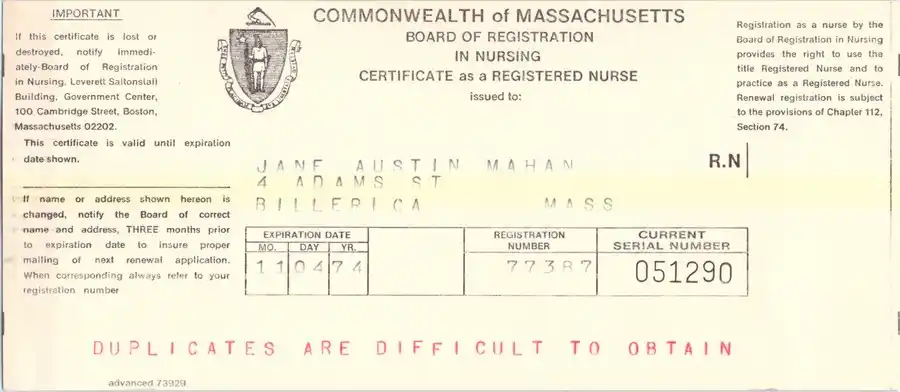 IMPORTANT
If this certificate is lost or
destroyed, notify immedi-
ately-Board of Registration
in Nursing, Leverett Saltonstall
Building, Government Center,
100 Cambridge Street, Boston,
Massachusetts 02202.
This certificate is valid until expiration
date shown.
If name or address shown hereon is
changed, notify the Board of correct
name and address, THREE months prior
to expiration date to insure proper
mailing of next renewal application.
When corresponding always refer to your
registration number
COMMONWEALTH of MASSACHUSETTS
BOARD OF REGISTRATION
IN NURSING
CERTIFICATE as a REGISTERED NURSE
issued to:
Registration as a nurse by the
Board of Registration in Nursing
provides the right to use the
title Registered Nurse and to
practice as a Registered Nurse.
Renewal registration is subject
to the provisions of Chapter 112,
Section 74.
JANE AUSTIN MAHAN R.N
4 ADAMS ST
BILLERICA MASS
EXPIRATION DATE
MO. DAY YR.
11 04 74
REGISTRATION
NUMBER
77387
CURRENT
SERIAL NUMBER
051290
DUPLICATES ARE DIFFICULT TO OBTAIN
advanced 73929